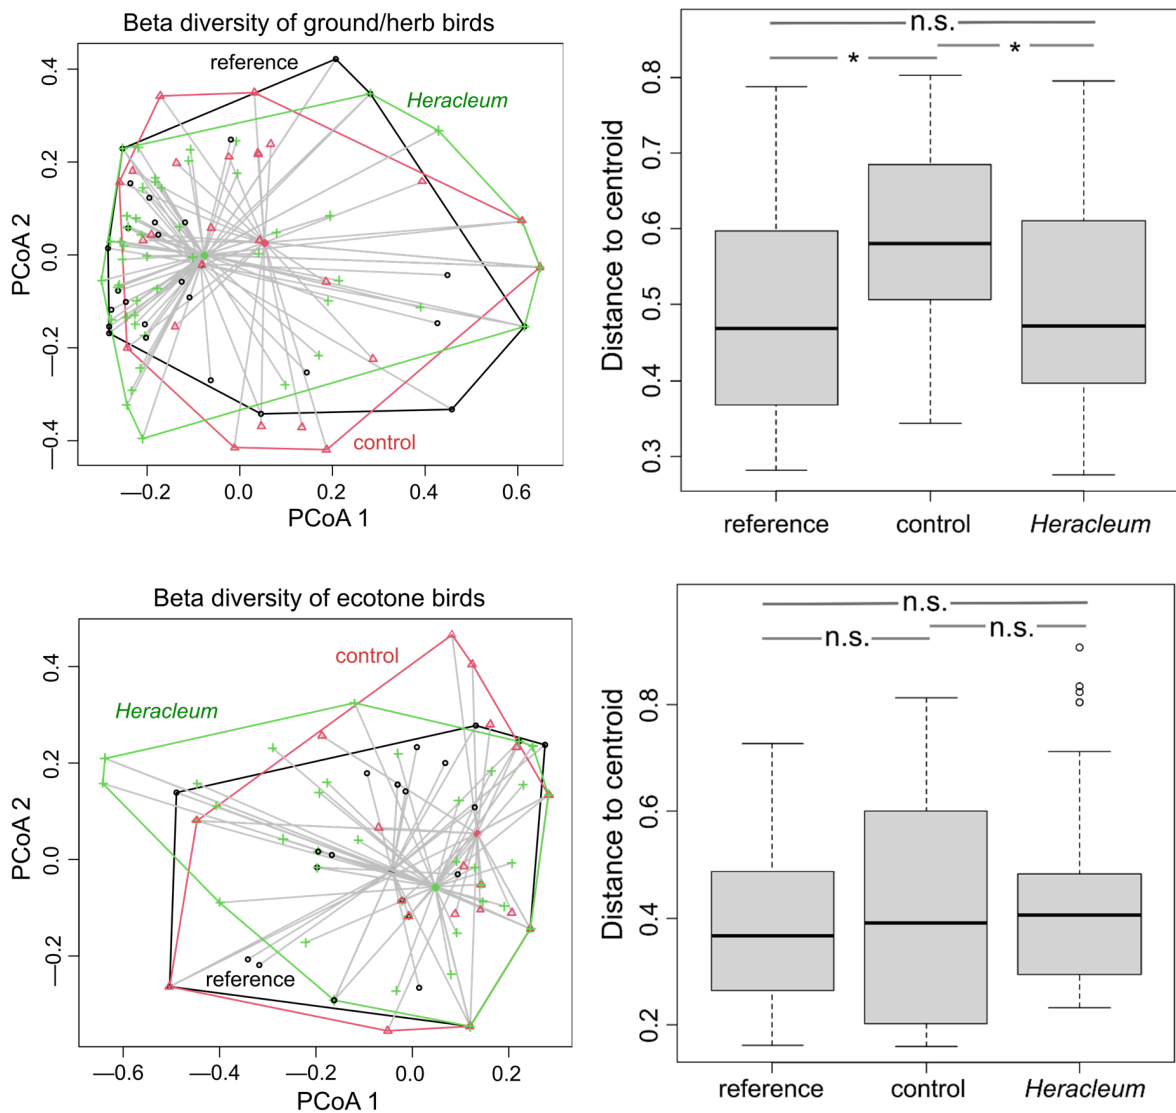 Beta diversity of ground/herb birds
reference
Heracleum
control
PCoA 2
0.4
0.2
0.0
—0.2
—0.4
—0.2
0.0
0.2
0.4
0.6
PCoA 1
n.s.
*
*
Distance to centroid
0.8
0.7
0.6
0.5
0.4
0.3
reference
control
Heracleum
Beta diversity of ecotone birds
control
Heracleum
reference
PCoA 2
0.4
0.2
0.0
—0.2
—0.6
—0.4
—0.2
0.0
0.2
PCoA 1
n.s.
n.s.
n.s.
Distance to centroid
0.8
0.6
0.4
0.2
reference
control
Heracleum